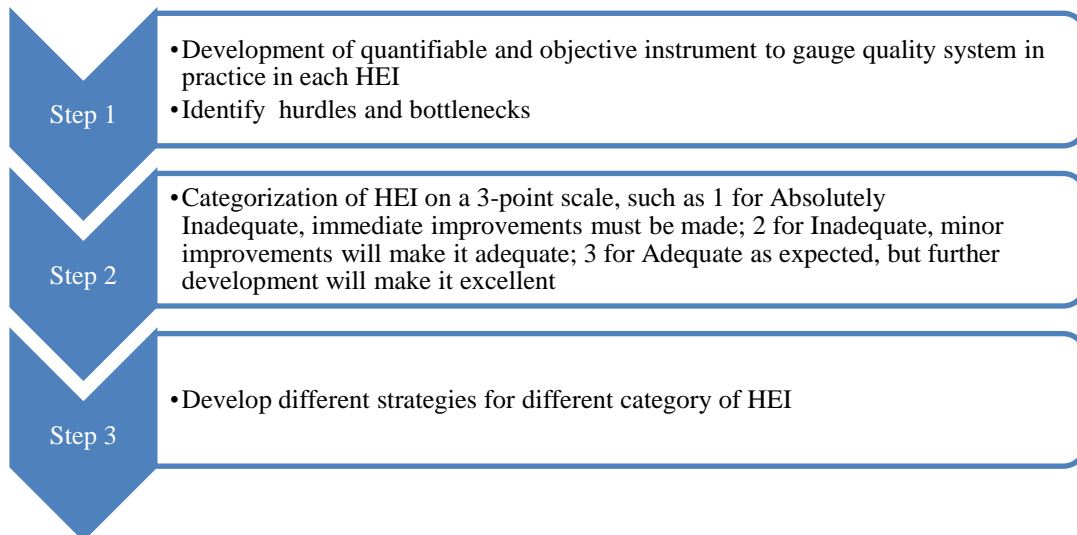 Step 1
•Development of quantifiable and objective instrument to gauge quality system in
practice in each HEI
•Identify hurdles and bottlenecks
Step 2
•Categorization of HEI on a 3-point scale, such as 1 for Absolutely
Inadequate, immediate improvements must be made; 2 for Inadequate, minor
improvements will make it adequate; 3 for Adequate as expected, but further
development will make it excellent
Step 3
•Develop different strategies for different category of HEI